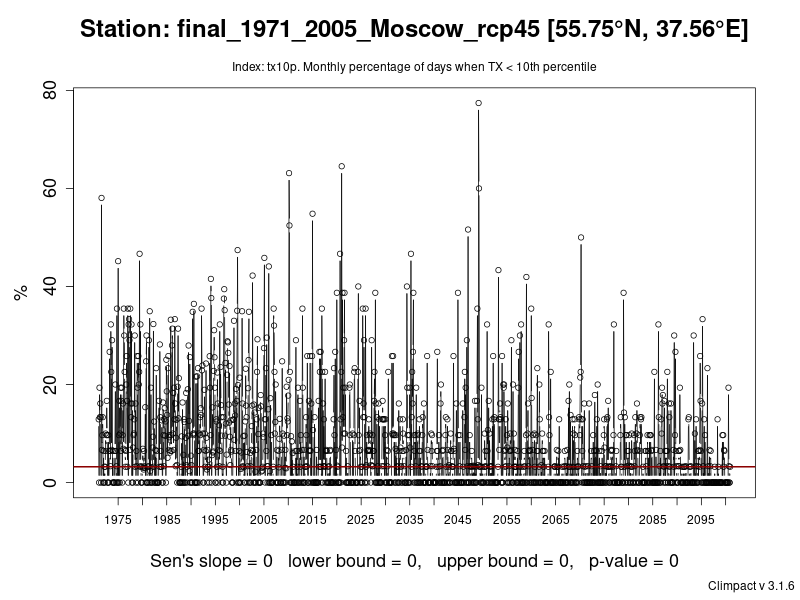 Station: final_1971_2005_Moscow_rcp45 [55.75°N, 37.56°E]
Index: tx10p. Monthly percentage of days when TX < 10th percentile
80
60
40
20
0
%
1975 1985 1995 2005 2015 2025 2035 2045 2055 2065 2075 2085 2095
Sen's slope = 0 lower bound = 0, upper bound = 0, p-value = 0
Climpact v 3.1.6